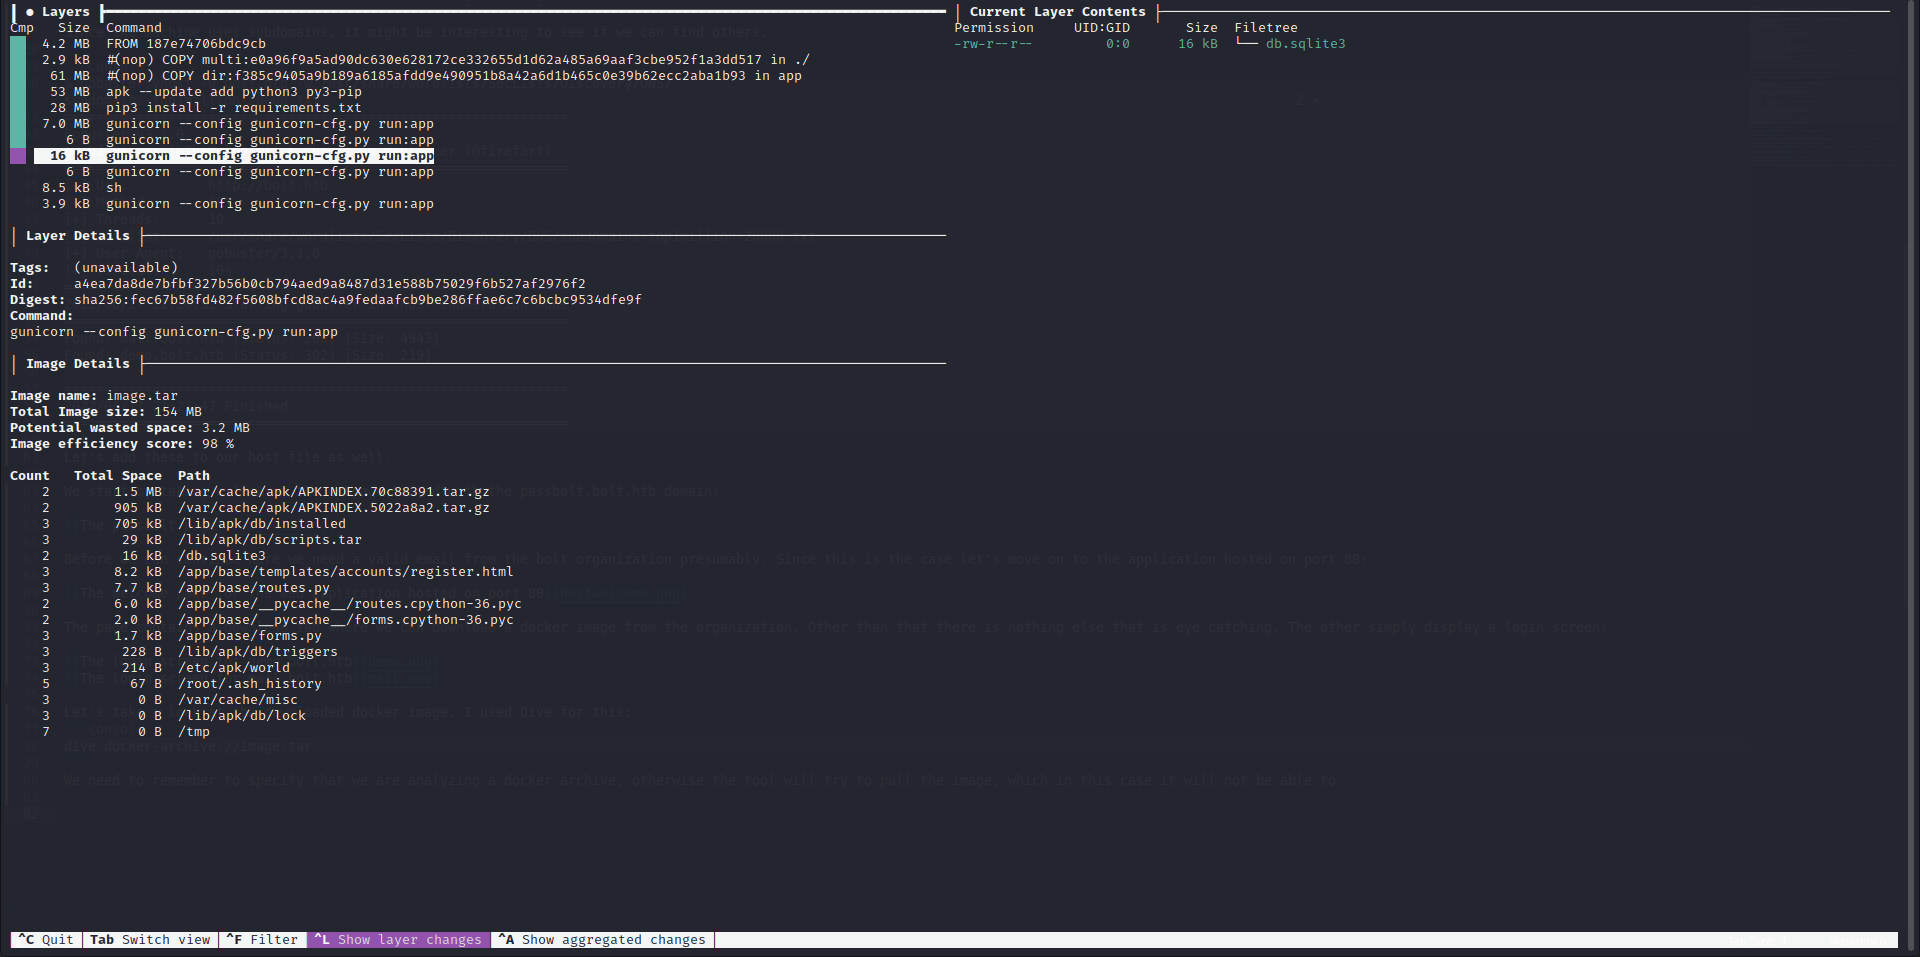 ● Layers
Cmp Size Command
4.2 MB FROM 187e74706bdc9cb
2.9 kB #(nop) COPY multi:e0a96f9a5ad90dc630e628172ce332655d1d62a485a69aaf3cbe952f1a3dd517 in ./
61 MB #(nop) COPY dir:f385c9405a9b189a6185afdd9e490951b8a42a6d1b465c0e39b62ecc2aba1b93 in app
53 MB apk --update add python3 py3-pip
28 MB pip3 install -r requirements.txt
7.0 MB gunicorn --config gunicorn-cfg.py run:app
6 B gunicorn --config gunicorn-cfg.py run:app
16 kB gunicorn --config gunicorn-cfg.py run:app
6 B gunicorn --config gunicorn-cfg.py run:app
8.5 kB sh
3.9 kB gunicorn --config gunicorn-cfg.py run:app
Layer Details
Tags: (unavailable)
Id: a4ea7da8de7bfbf327b56b0cb794aed9a8487d31e588b75029f6b527af2976f2
Digest: sha256:fec67b58fd482f5608bfcd8ac4a9fedaafcb9be286ffae6c7c6bcbc9534dfe9f
Command:
gunicorn --config gunicorn-cfg.py run:app
Image Details
Image name: image.tar
Total Image size: 154 MB
Potential wasted space: 3.2 MB
Image efficiency score: 98 %
Count Total Space Path
2 1.5 MB /var/cache/apk/APKINDEX.70c88391.tar.gz
2 905 kB /var/cache/apk/APKINDEX.5022a8a2.tar.gz
3 705 kB /lib/apk/db/installed
3 29 kB /lib/apk/db/scripts.tar
2 16 kB /db.sqlite3
3 8.2 kB /app/base/templates/accounts/register.html
3 7.7 kB /app/base/routes.py
2 6.0 kB /app/base/__pycache__/routes.cpython-36.pyc
2 2.0 kB /app/base/__pycache__/forms.cpython-36.pyc
3 1.7 kB /app/base/forms.py
3 228 B /lib/apk/db/triggers
3 214 B /etc/apk/world
5 67 B /root/.ash_history
3 0 B /var/cache/misc
3 0 B /lib/apk/db/lock
7 0 B /tmp
Current Layer Contents
Permission UID:GID Size Filetree
-rw-r--r-- 0:0 16 kB └── db.sqlite3
^C Quit Tab Switch view ^F Filter ^L Show layer changes ^A Show aggregated changes